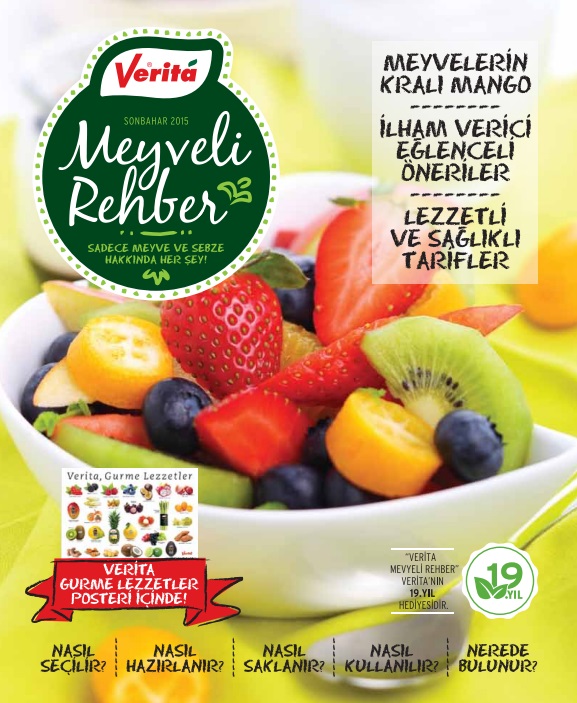 Veritá
SONBAHAR 2015
Meyveli
Rehber
SADECE MEYVE VE SEBZE
HAKKINDA HER ŞEY!
MEYVELERİN
KRALI MANGO
İLHAM VERİCİ
EĞLENCELİ
ÖNERİLER
LEZZETLİ
VE SAĞLIKLI
TARİFLER
Verita, Gurme Lezzetler
VERİTA
GURME LEZZETLER
POSTERİ İÇİNDE!
"VERİTA
MEVYELİ REHBER"
VERİTA'NIN
19.YIL
HEDİYESİDİR.
19
.YIL
NASIL
SEÇİLİR?
NASIL
HAZIRLANIR?
NASIL
SAKLANIR?
NASIL
KULLANILIR?
NEREDE
BULUNUR?